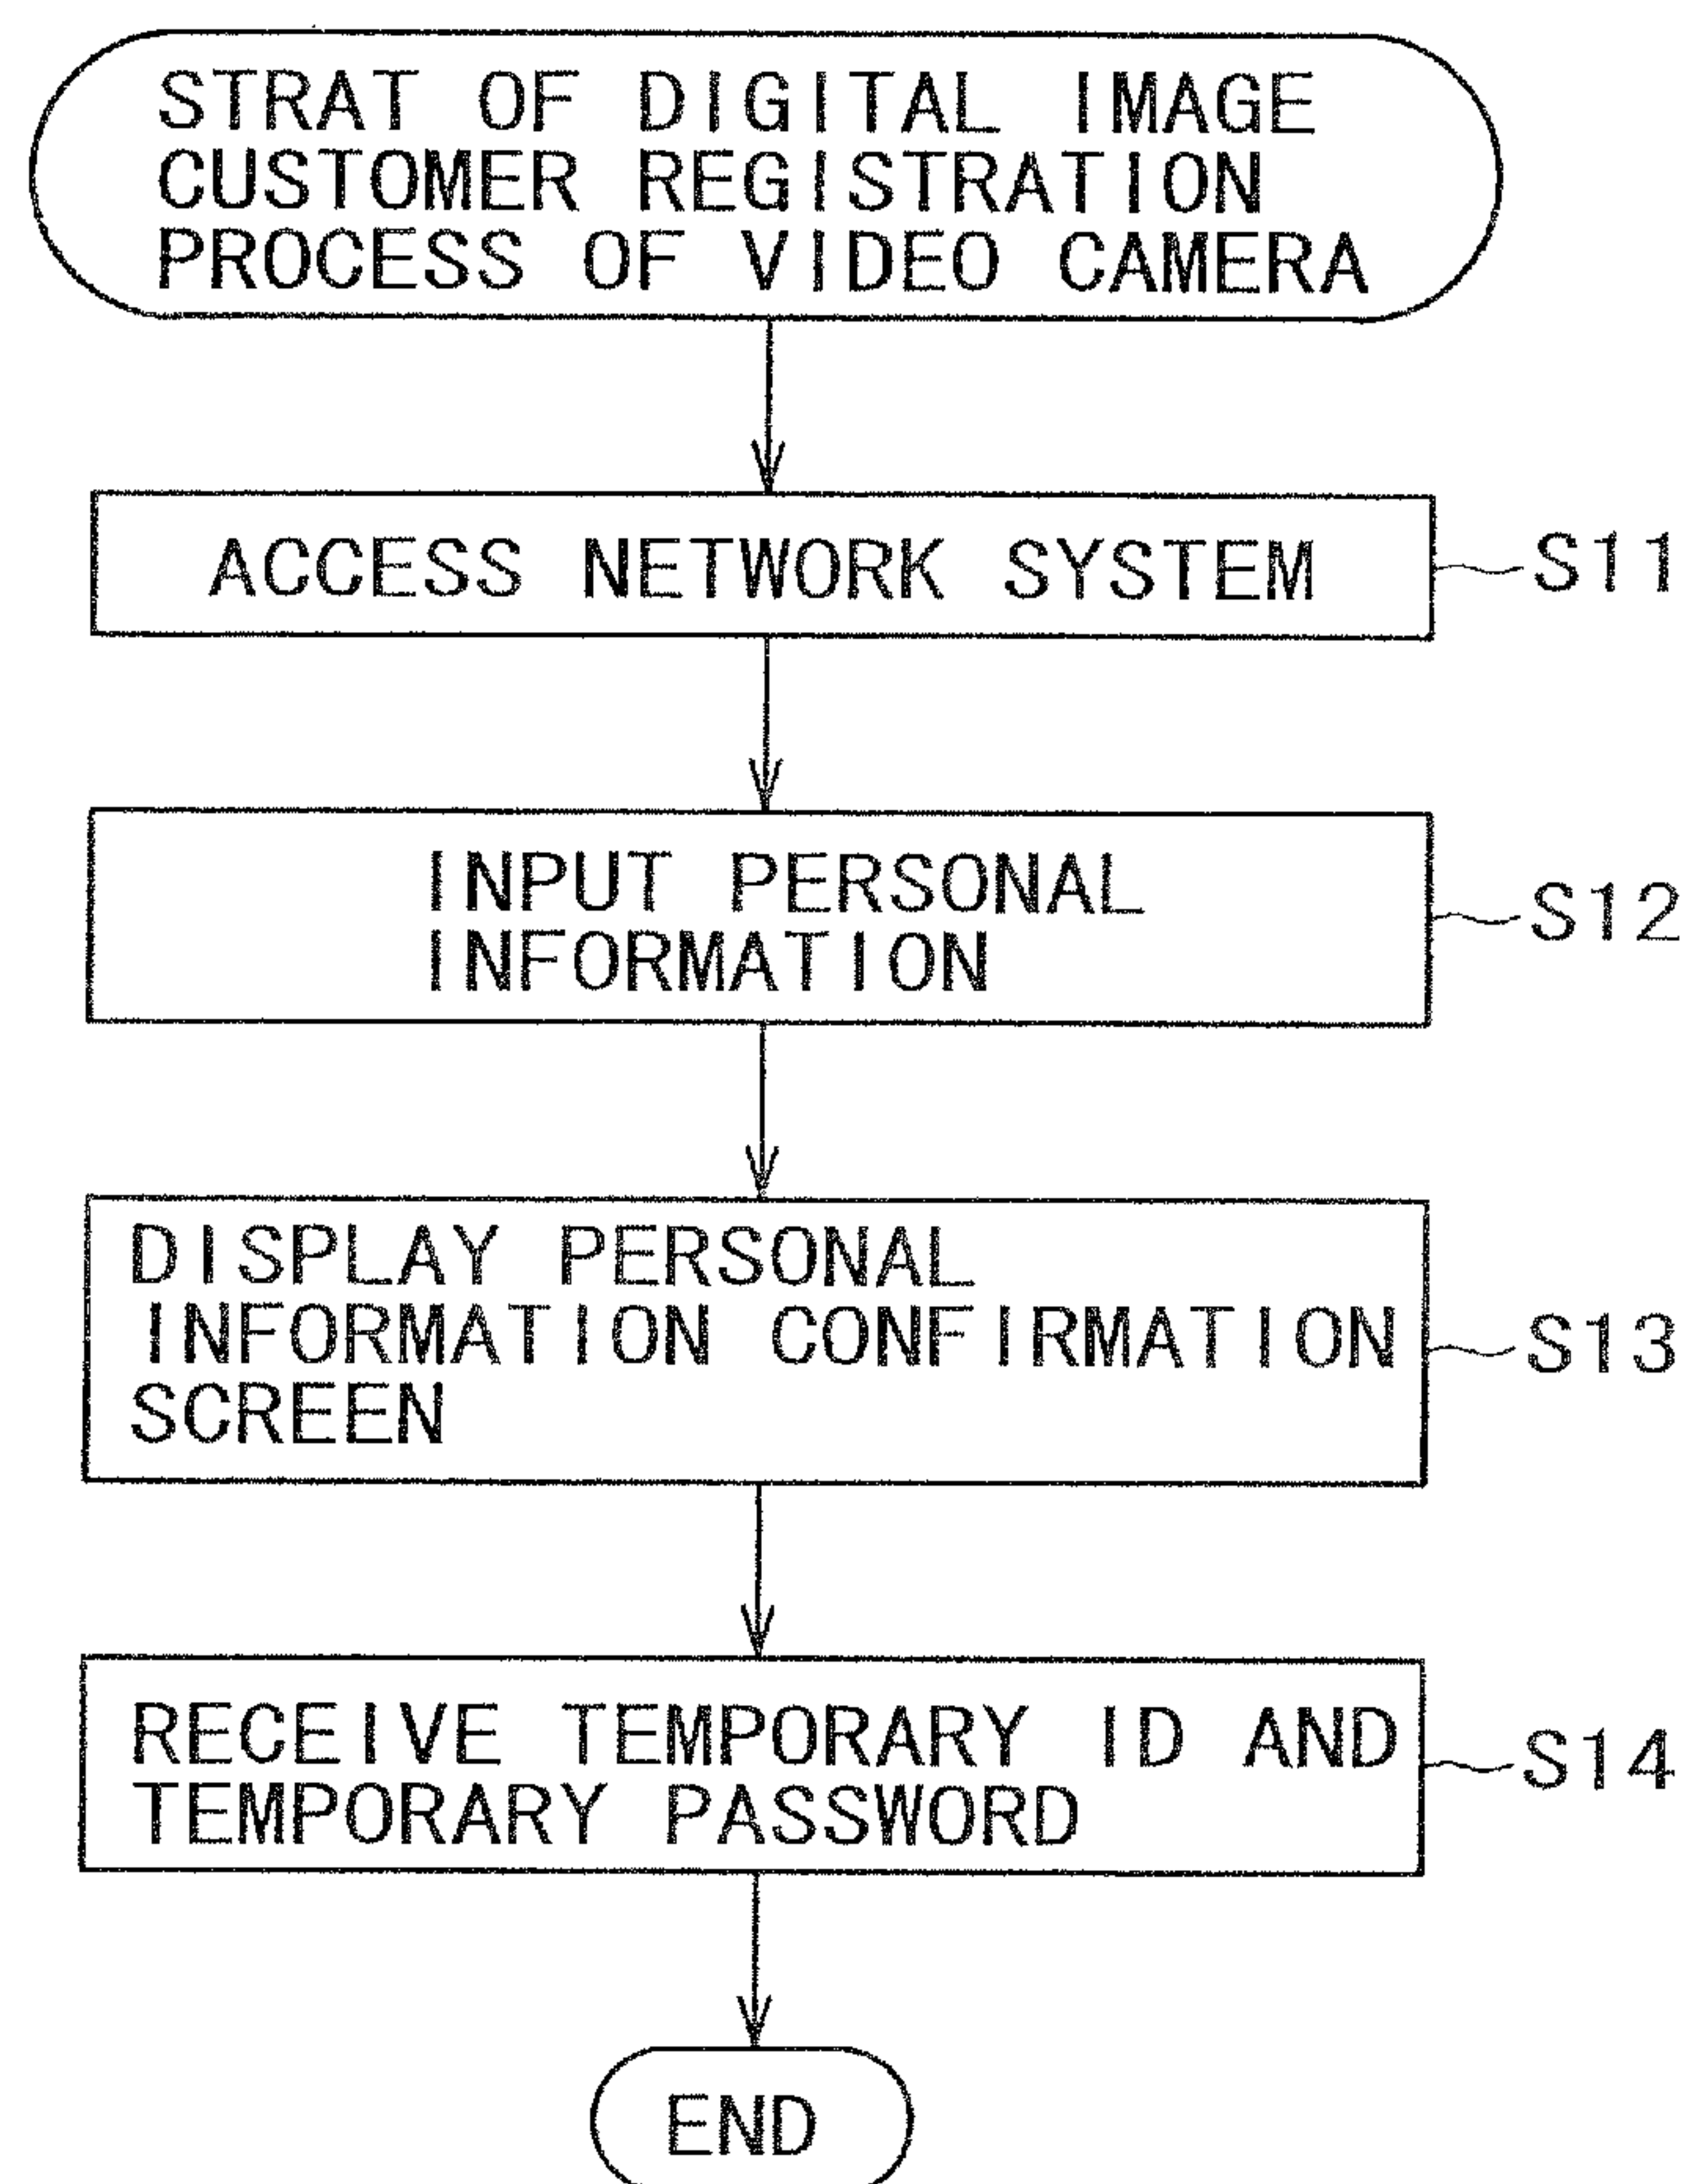 STRAT OF DIGITAL IMAGE
CUSTOMER REGISTRATION
PROCESS OF VIDEO CAMERA
ACCESS NETWORK SYSTEM
S11
INPUT PERSONAL
INFORMATION
S12
DISPLAY PERSONAL
INFORMATION CONFIRMATION
SCREEN
S13
RECEIVE TEMPORARY ID AND
TEMPORARY PASSWORD
S14
END